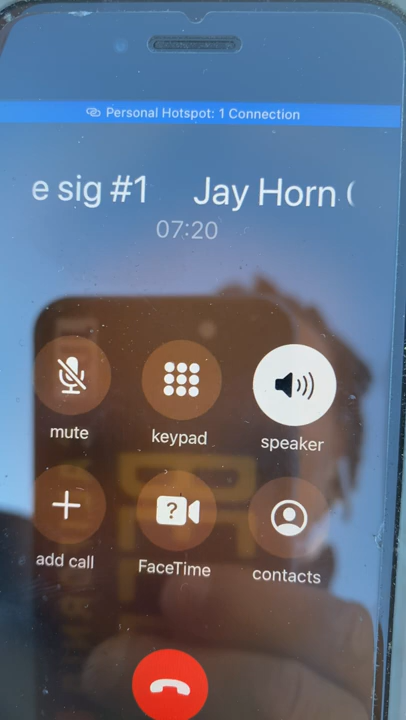 Personal Hotspot: 1 Connection
e sig #1 Jay Horn (
07:20
mute keypad speaker
add call FaceTime contacts